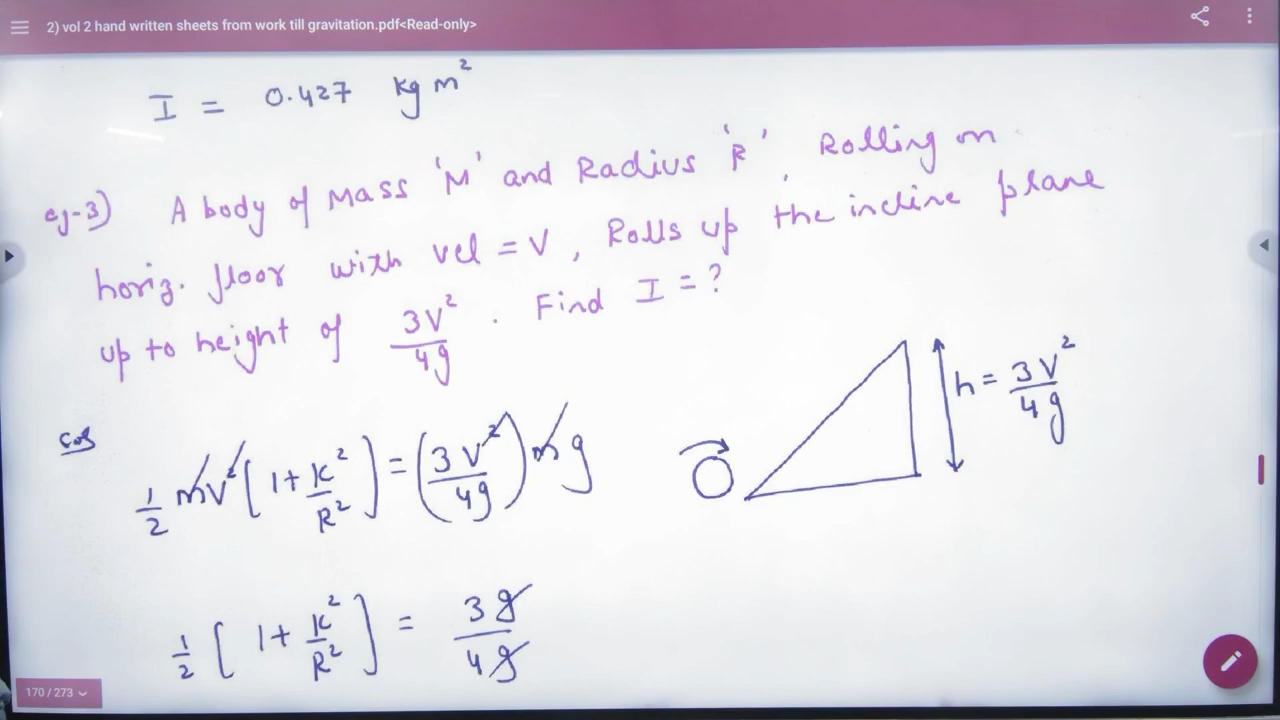 2) vol 2 hand written sheets from work till gravitation.pdf<Read-only>
I = 0.427 kg m²
eg-3) A body of Mass 'M' and Radius 'R', Rolling on
horiz. floor with vel = V, Rolls up the incline plane
up to height of 3V²/4g . Find I = ?
Sol
1/2 mv² [1 + K²/R²] = (3V²/4g) mg
h = 3V²/4g
1/2 [1 + K²/R²] = 3g/4g
170 / 273